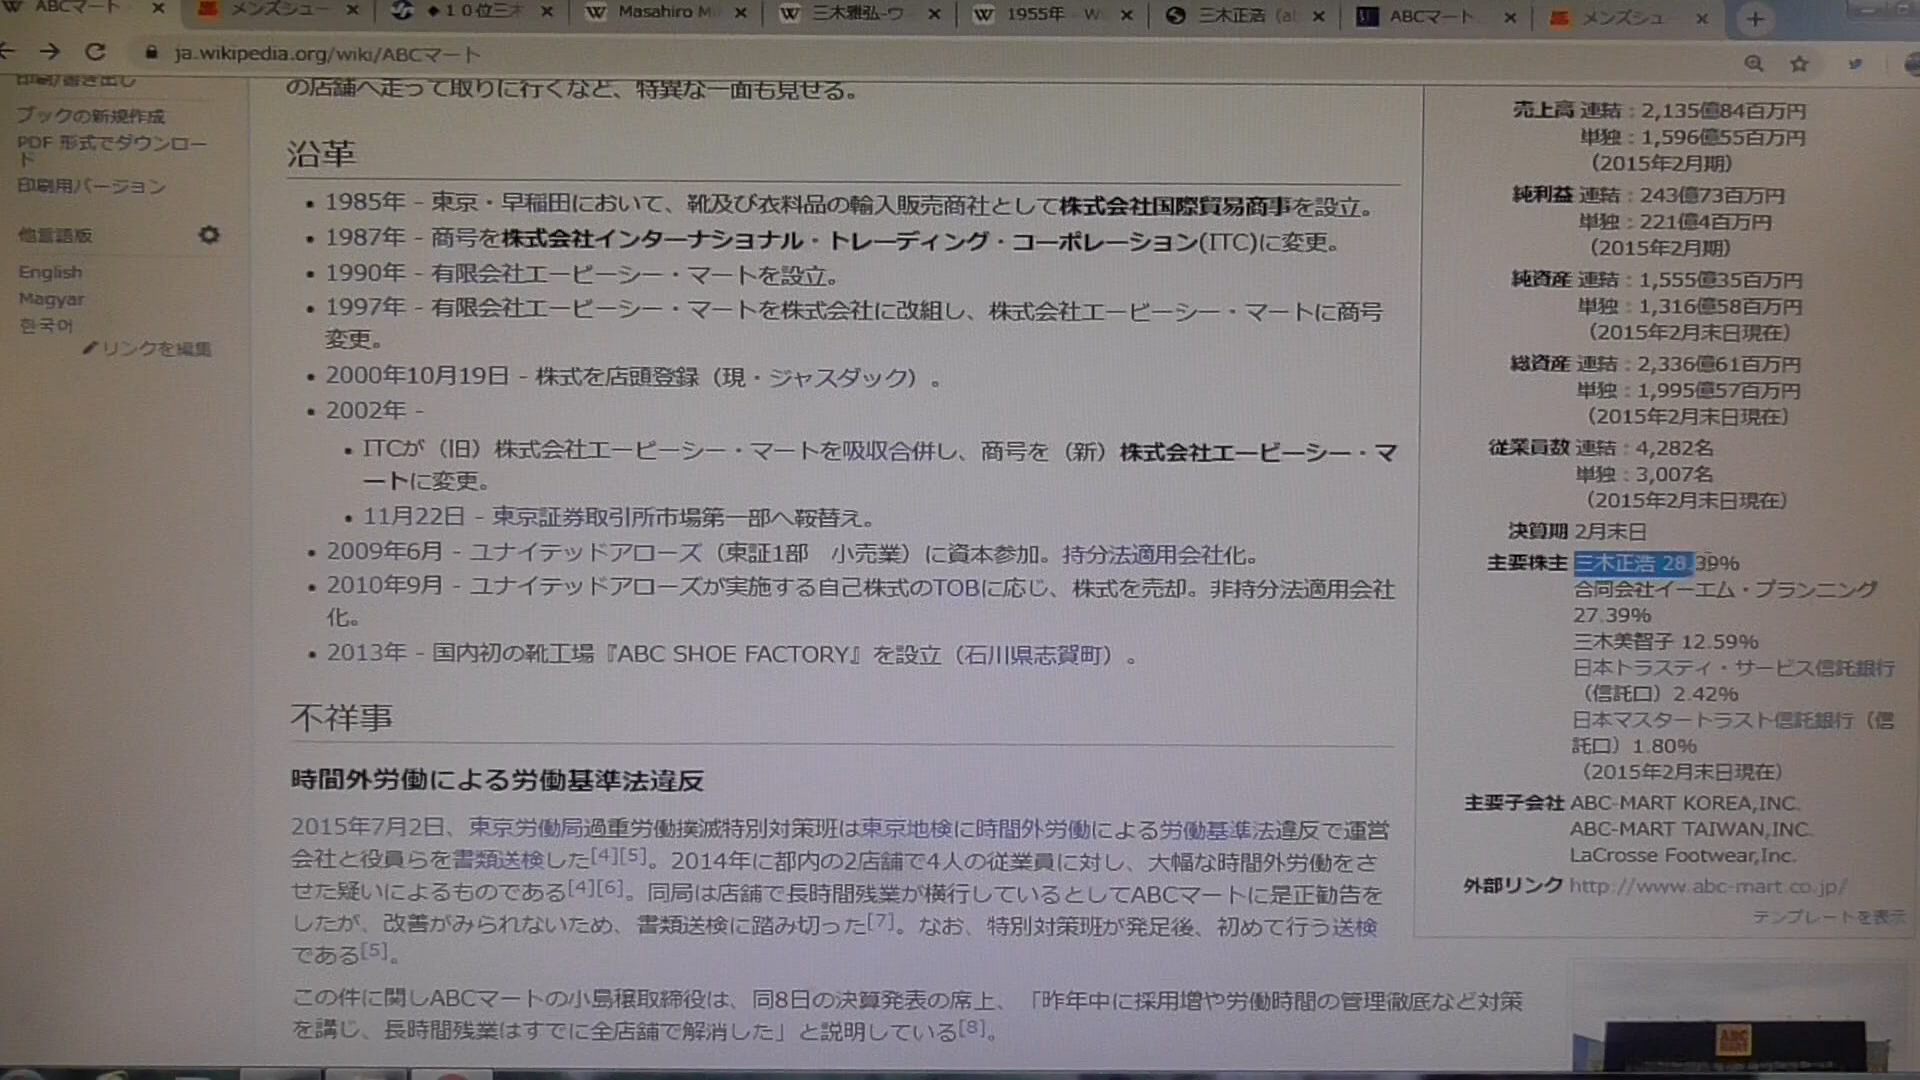 ABCマート
メンズシュー
◆１０位三木
Masahiro M
三木雅弘-ウ
1955年
三木正浩
ABCマート
メンズシュ
ja.wikipedia.org/wiki/ABCマート
印刷/書き出し
ブックの新規作成
PDF 形式でダウンロー
ド
印刷用バージョン
他言語版
English
Magyar
한국어
リンクを編集
の店舗へ走って取りに行くなど、特異な一面も見せる。
沿革
• 1985年 - 東京・早稲田において、靴及び衣料品の輸入販売商社として株式会社国際貿易商事を設立。
• 1987年 - 商号を株式会社インターナショナル・トレーディング・コーポレーション(ITC)に変更。
• 1990年 - 有限会社エービーシー・マートを設立。
• 1997年 - 有限会社エービーシー・マートを株式会社に改組し、株式会社エービーシー・マートに商号
変更。
• 2000年10月19日 - 株式を店頭登録（現・ジャスダック）。
• 2002年 -
• ITCが（旧）株式会社エービーシー・マートを吸収合併し、商号を（新）株式会社エービーシー・マ
ートに変更。
• 11月22日 - 東京証券取引所市場第一部へ鞍替え。
• 2009年6月 - ユナイテッドアローズ（東証1部　小売業）に資本参加。持分法適用会社化。
• 2010年9月 - ユナイテッドアローズが実施する自己株式のTOBに応じ、株式を売却。非持分法適用会社
化。
• 2013年 - 国内初の靴工場『ABC SHOE FACTORY』を設立（石川県志賀町）。
不祥事
時間外労働による労働基準法違反
2015年7月2日、東京労働局過重労働撲滅特別対策班は東京地検に時間外労働による労働基準法違反で運営
会社と役員らを書類送検した[4][5]。2014年に都内の2店舗で4人の従業員に対し、大幅な時間外労働をさ
せた疑いによるものである[4][6]。同局は店舗で長時間残業が横行しているとしてABCマートに是正勧告を
したが、改善がみられないため、書類送検に踏み切った[7]。なお、特別対策班が発足後、初めて行う送検
である[5]。
この件に関しABCマートの小島穣取締役は、同8日の決算発表の席上、「昨年中に採用増や労働時間の管理徹底など対策
を講じ、長時間残業はすでに全店舗で解消した」と説明している[8]。
売上高 連結：2,135億84百万円
単独：1,596億55百万円
（2015年2月期）
純利益 連結：243億73百万円
単独：221億4百万円
（2015年2月期）
純資産 連結：1,555億35百万円
単独：1,316億58百万円
（2015年2月末日現在）
総資産 連結：2,336億61百万円
単独：1,995億57百万円
（2015年2月末日現在）
従業員数 連結：4,282名
単独：3,007名
（2015年2月末日現在）
決算期 2月末日
主要株主 三木正浩 28.39%
合同会社イーエム・プランニング
27.39%
三木美智子 12.59%
日本トラスティ・サービス信託銀行
（信託口）2.42%
日本マスタートラスト信託銀行（信
託口）1.80%
（2015年2月末日現在）
主要子会社 ABC-MART KOREA,INC.
ABC-MART TAIWAN,INC.
LaCrosse Footwear,Inc.
外部リンク http://www.abc-mart.co.jp/
テンプレートを表示
ABC
MART